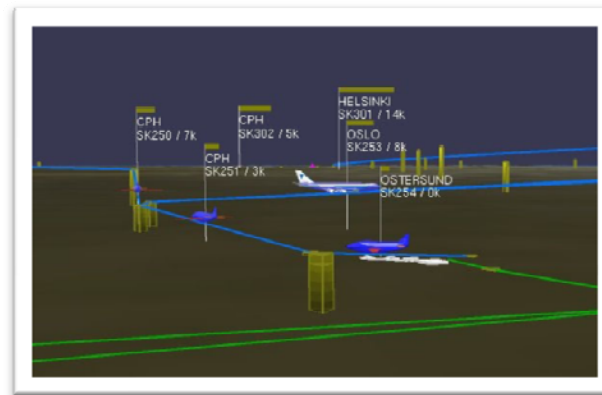 HELSINKI
SK301 / 14k
CPH
SK250 / 7k
CPH
SK302 / 5k
OSLO
SK253 / 8k
CPH
SK251 / 3k
OSTERSUND
SK254 / 0k